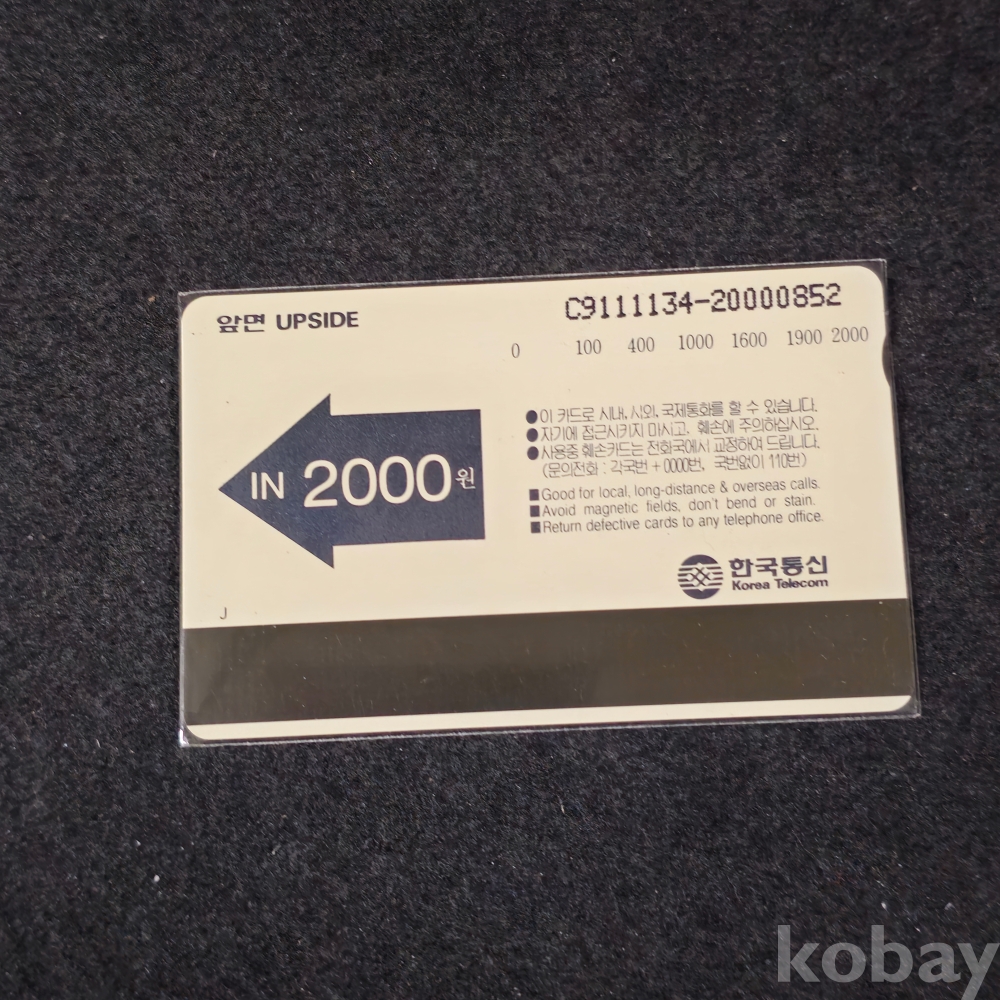 앞면 UPSIDE
C9111134-20000852
0 100 400 1000 1600 1900 2000
IN 2000원
●이 카드로 시내, 시외, 국제통화를 할 수 있습니다.
●자기에 접근시키지 마시고, 훼손에 주의하십시오.
●사용중 훼손카드는 전화국에서 교정하여 드립니다.
(문의전화 : 각국번 + 0000번, 국번없이 110번)
■Good for local, long-distance & overseas calls.
■Avoid magnetic fields, don't bend or stain.
■Return defective cards to any telephone office.
한국통신
Korea Telecom
J
kobay